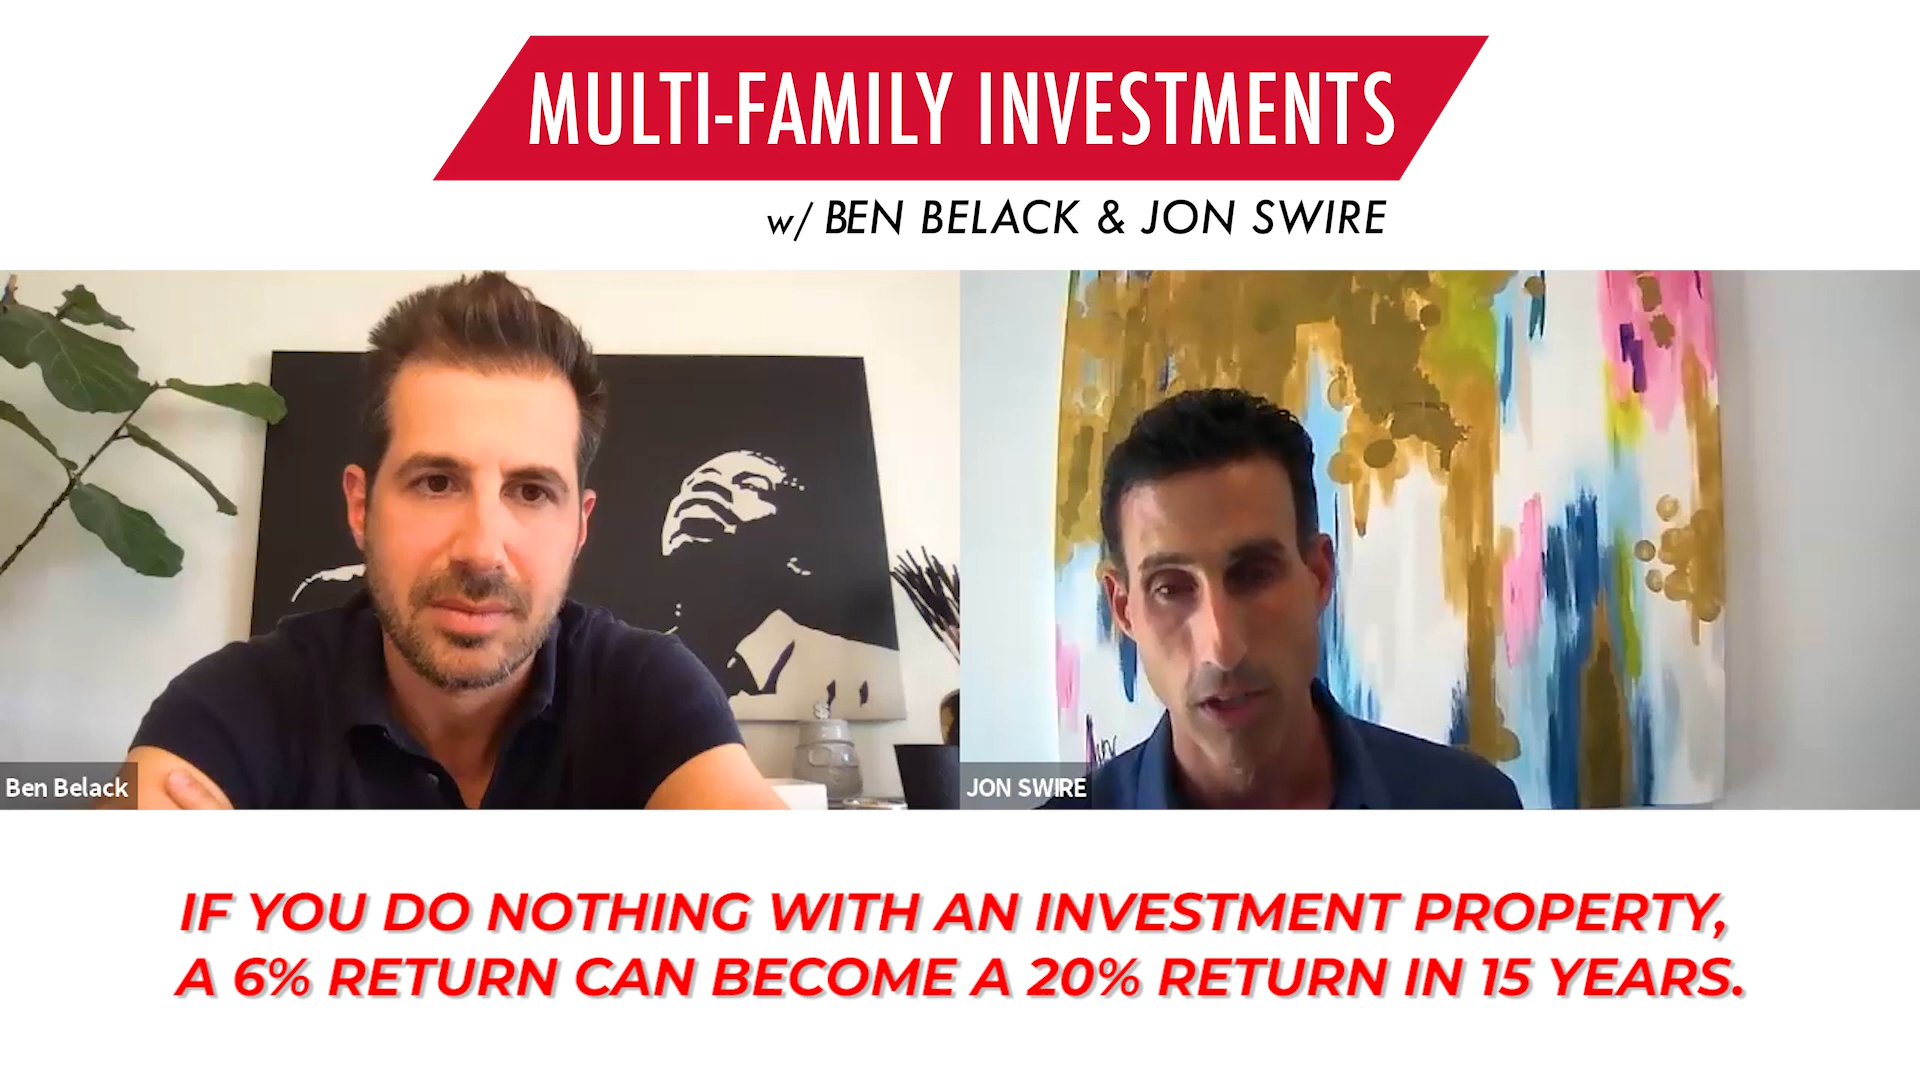 MULTI-FAMILY INVESTMENTS
w/ BEN BELACK & JON SWIRE
Ben Belack
JON SWIRE
IF YOU DO NOTHING WITH AN INVESTMENT PROPERTY,
A 6% RETURN CAN BECOME A 20% RETURN IN 15 YEARS.